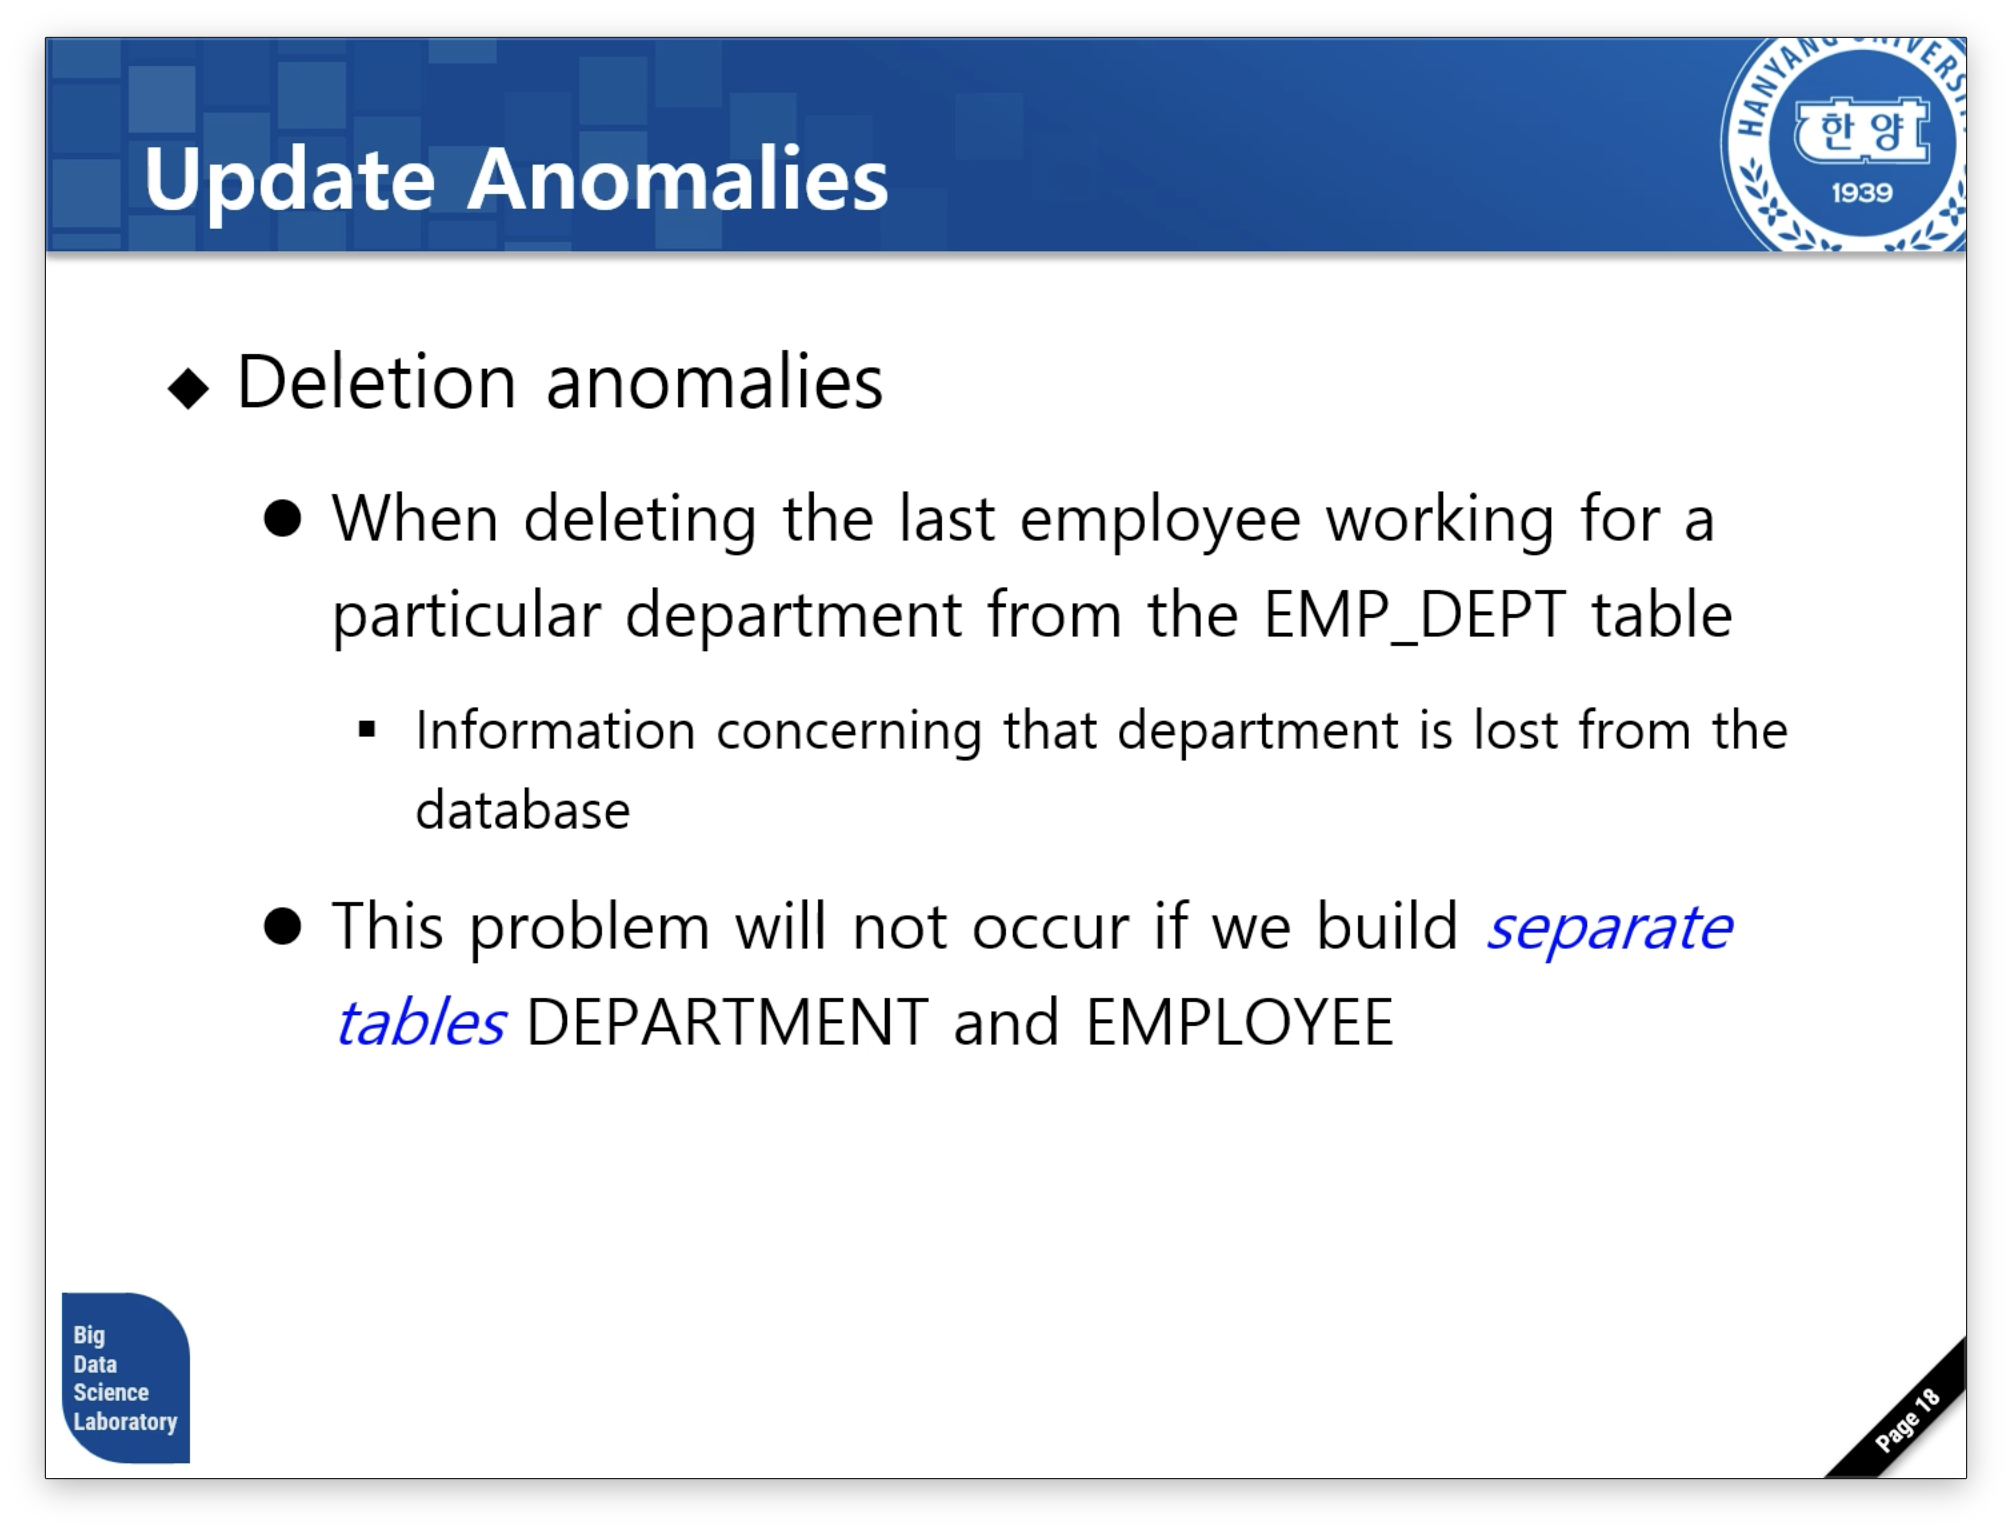 Update Anomalies
HANYANG UNIVERSIT
한양
1939
◆ Deletion anomalies
● When deleting the last employee working for a
particular department from the EMP_DEPT table
▪ Information concerning that department is lost from the
database
● This problem will not occur if we build separate
tables DEPARTMENT and EMPLOYEE
Big
Data
Science
Laboratory
Page 18